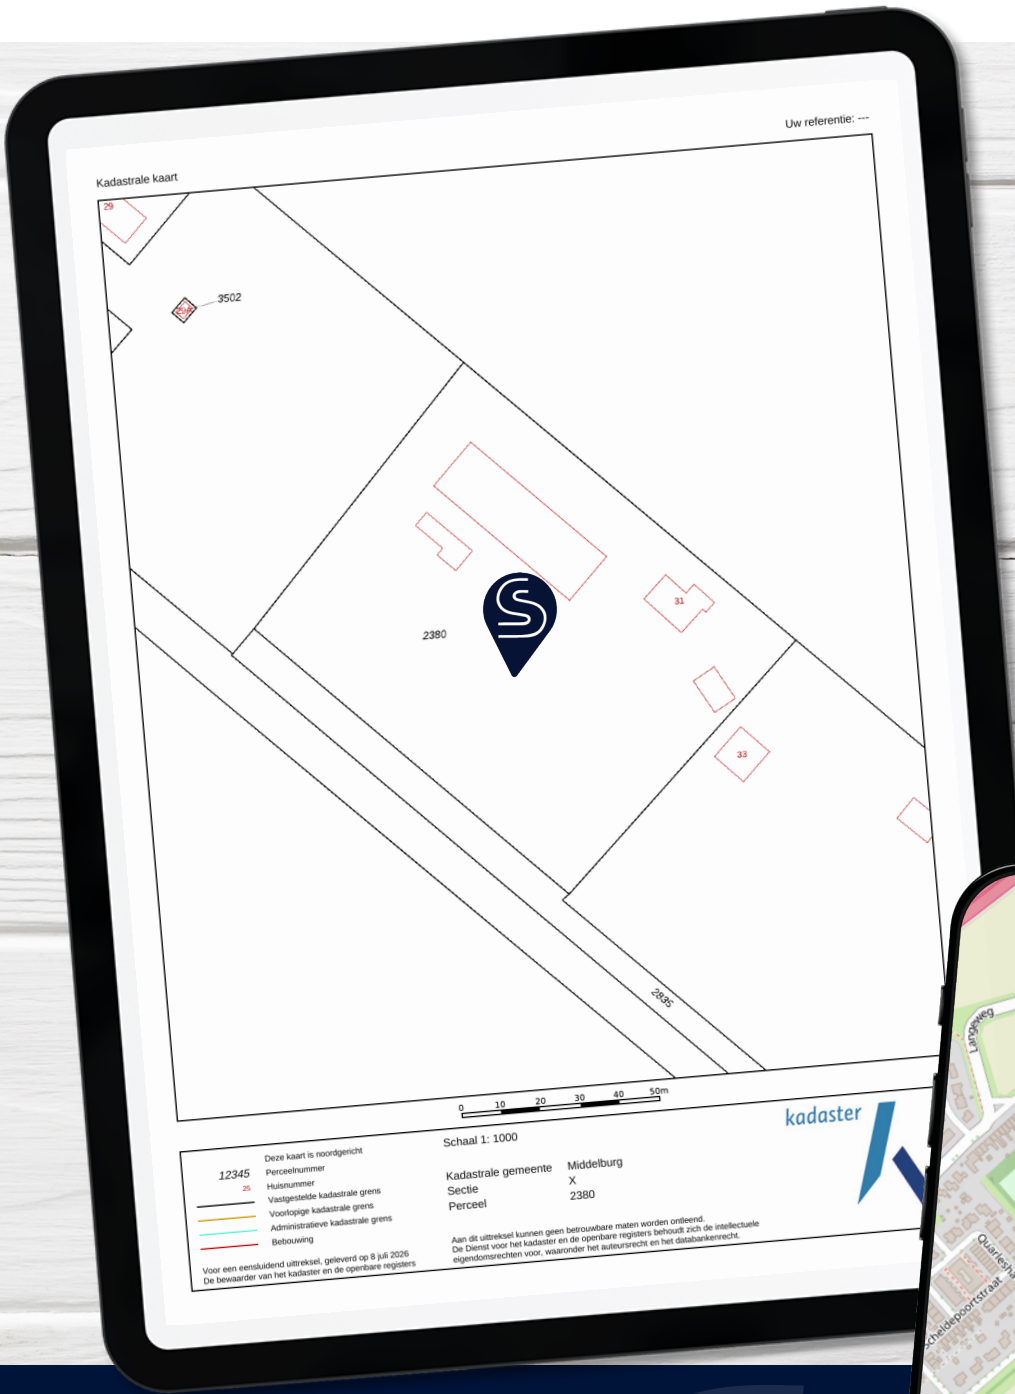 Uw referentie: ---
Kadastrale kaart
29
3502
31
2380
33
2835
0 10 20 30 40 50m
Schaal 1: 1000
Deze kaart is noordgericht
12345 Perceelnummer
25 Huisnummer
Vastgestelde kadastrale grens
Voorlopige kadastrale grens
Administratieve kadastrale grens
Bebouwing
Voor een eensluidend uittreksel, geleverd op 8 juli 2026
De bewaarder van het kadaster en de openbare registers
Kadastrale gemeente Middelburg
Sectie X
Perceel 2380
Aan dit uittreksel kunnen geen betrouwbare maten worden ontleend.
De Dienst voor het kadaster en de openbare registers behoudt zich de intellectuele
eigendomsrechten voor, waaronder het auteursrecht en het databankenrecht.
kadaster
Langeweg